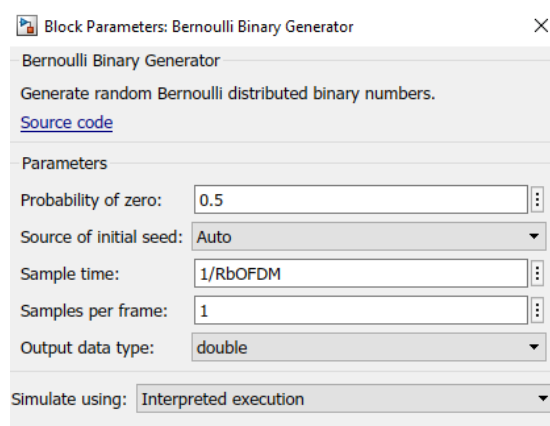 Block Parameters: Bernoulli Binary Generator
Bernoulli Binary Generator
Generate random Bernoulli distributed binary numbers.
Source code
Parameters
Probability of zero: 0.5
Source of initial seed: Auto
Sample time: 1/RbOFDM
Samples per frame: 1
Output data type: double
Simulate using: Interpreted execution